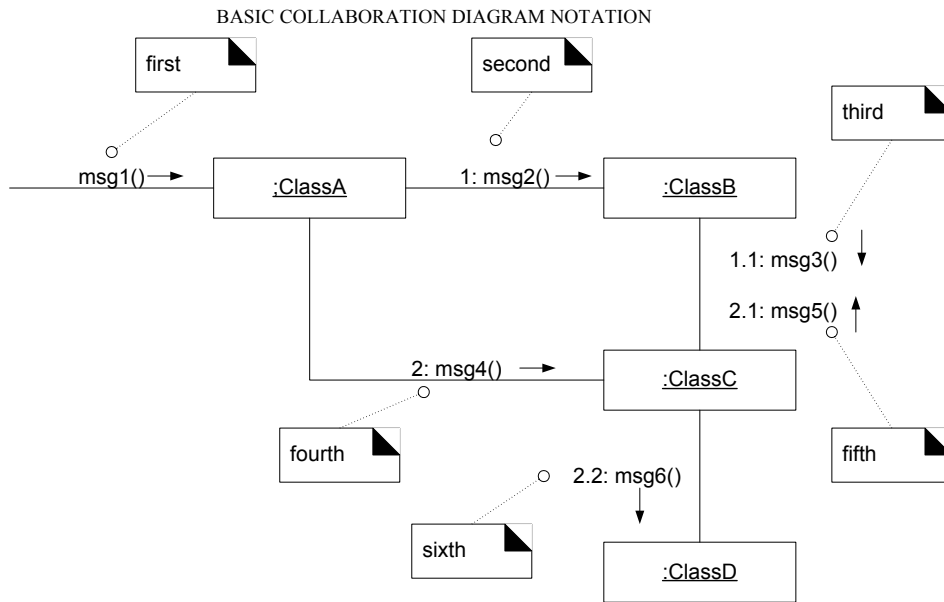 BASIC COLLABORATION DIAGRAM NOTATION
first
second
third
msg1()
;ClassA
1: msg2()
:ClassB
1.1: msg3()
2.1: msg5()
2: msg4()
:ClassC
fourth
fifth
2.2: msg6()
sixth
:ClassD